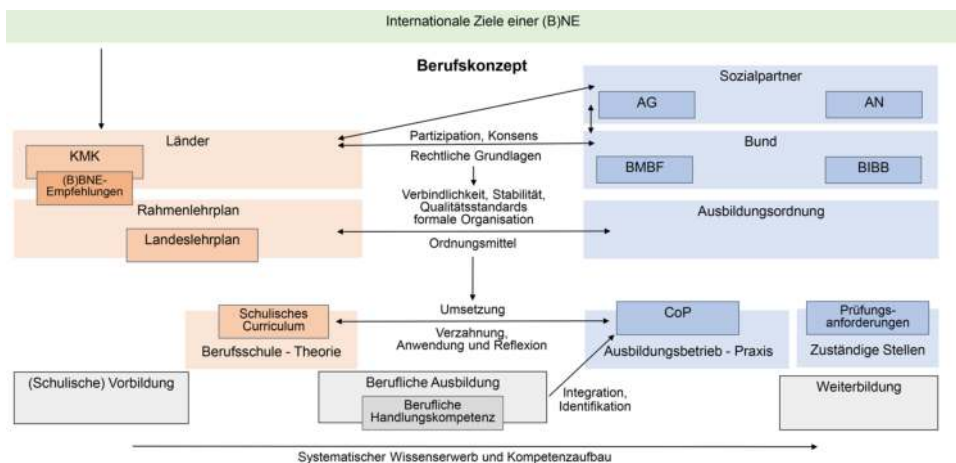 Internationale Ziele einer (B)NE
Berufskonzept
Sozialpartner
AG
AN
Partizipation, Konsens
Länder
KMK
(B)BNE-
Empfehlungen
Rechtliche Grundlagen
Bund
BMBF
BIBB
Verbindlichkeit, Stabilität,
Qualitätsstandards
formale Organisation
Rahmenlehrplan
Landeslehrplan
Ordnungsmittel
Ausbildungsordnung
Umsetzung
Schulisches
Curriculum
Berufsschule - Theorie
Verzahnung,
Anwendung und Reflexion
CoP
Ausbildungsbetrieb - Praxis
Prüfungs-
anforderungen
Zuständige Stellen
(Schulische) Vorbildung
Berufliche Ausbildung
Berufliche
Handlungskompetenz
Integration,
Identifikation
Weiterbildung
Systematischer Wissenserwerb und Kompetenzaufbau